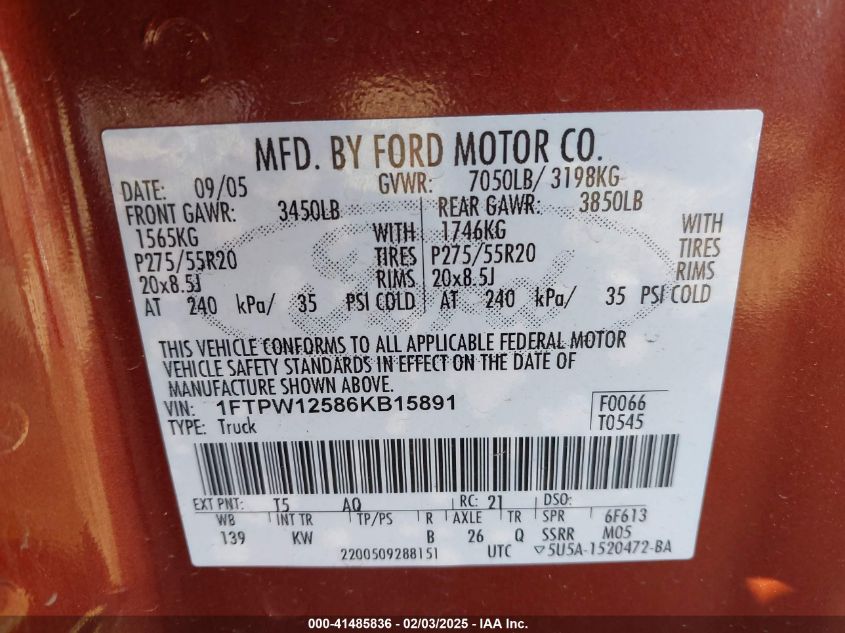 MFD. BY FORD MOTOR CO.
DATE: 09/05 GVWR: 7050LB/ 3198KG
FRONT GAWR: 3450LB REAR GAWR: 3850LB
1565KG WITH 1746KG WITH
P275/55R20 TIRES P275/55R20 TIRES
20x8.5J RIMS 20x8.5J RIMS
AT 240 kPa/ 35 PSI COLD AT 240 kPa/ 35 PSI COLD
THIS VEHICLE CONFORMS TO ALL APPLICABLE FEDERAL MOTOR
VEHICLE SAFETY STANDARDS IN EFFECT ON THE DATE OF
MANUFACTURE SHOWN ABOVE.
VIN: 1FTPW12586KB15891 F0066
TYPE: Truck T0545
EXT PNT: T5 AQ RC: 21 DSO:
WB INT TR TP/PS R AXLE TR SPR 6F613
139 KW B 26 Q SSRR M05
2200509288151 UTC ▽5U5A-1520472-BA
000-41485836 - 02/03/2025 - IAA Inc.